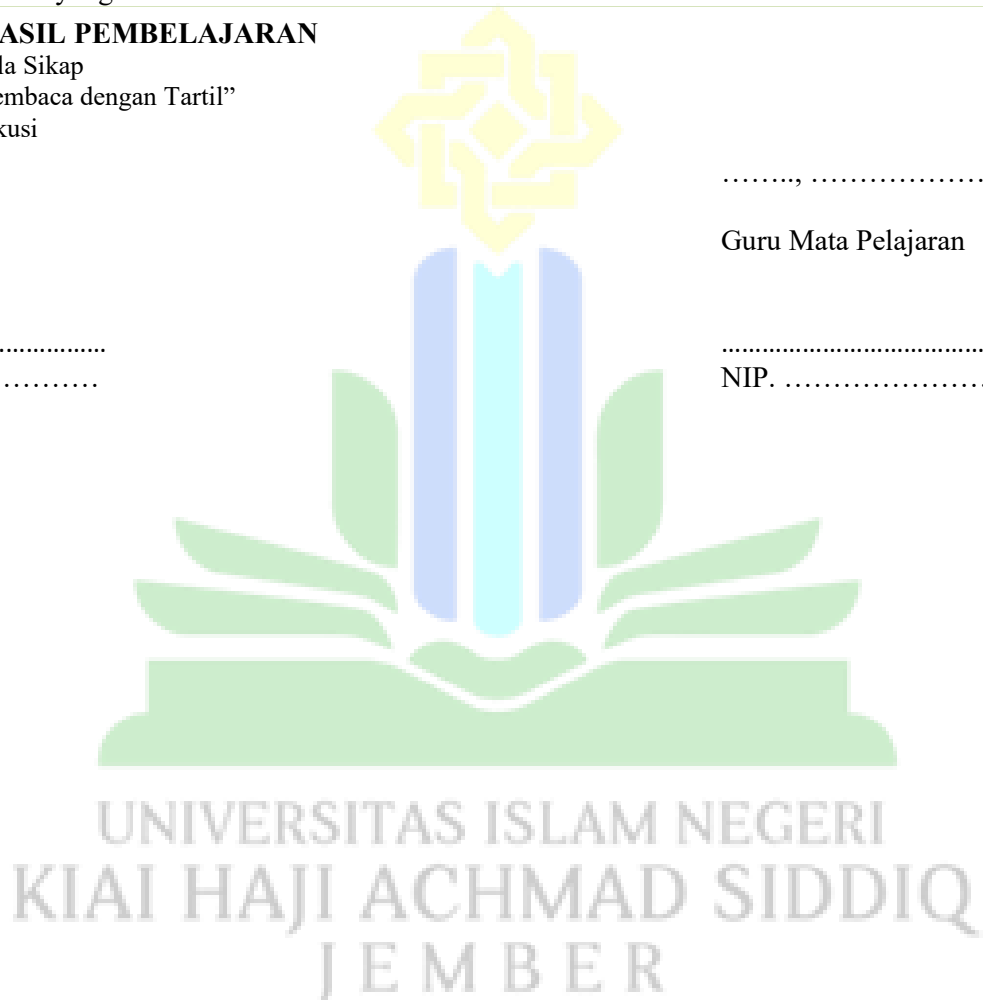 ASIL PEMBELAJARAN
la Sikap
embaca dengan Tartil”
kusi
…….., ………………
Guru Mata Pelajaran
................
......................................
…………
NIP. …………………
UNIVERSITAS ISLAM NEGERI
KIAI HAJI ACHMAD SIDDIQ
JEMBER